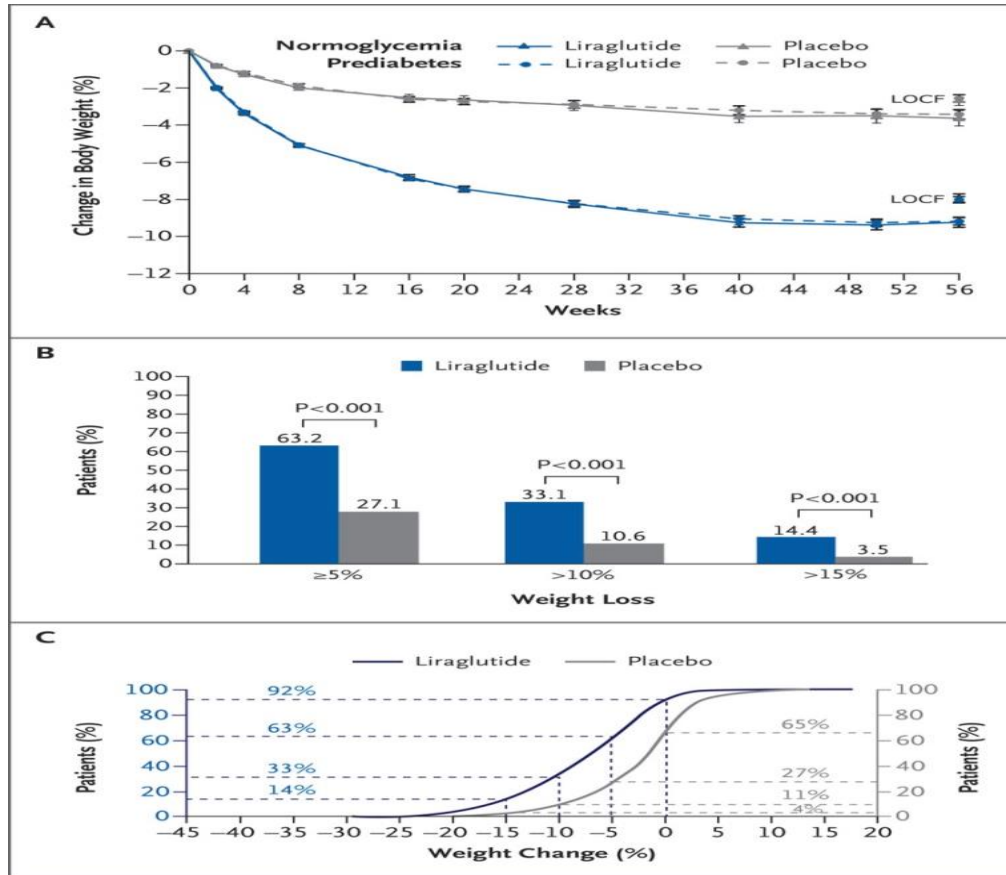 A
Normoglycemia Liraglutide Placebo
Prediabetes Liraglutide Placebo
Change in Body Weight (%)
0
−2
−4
−6
−8
−10
−12
LOCF
LOCF
0 4 8 12 16 20 24 28 32 36 40 44 48 52 56
Weeks
B
Liraglutide Placebo
Patients (%)
100
90
80
70
60
50
40
30
20
10
0
P<0.001
63.2
27.1
P<0.001
33.1
10.6
P<0.001
14.4
3.5
≥5% >10% >15%
Weight Loss
C
Liraglutide Placebo
Patients (%)
100
80
60
40
20
0
92%
63%
33%
14%
65%
27%
11%
4%
100
80
60
40
20
0
Patients (%)
−45 −40 −35 −30 −25 −20 −15 −10 −5 0 5 10 15 20
Weight Change (%)